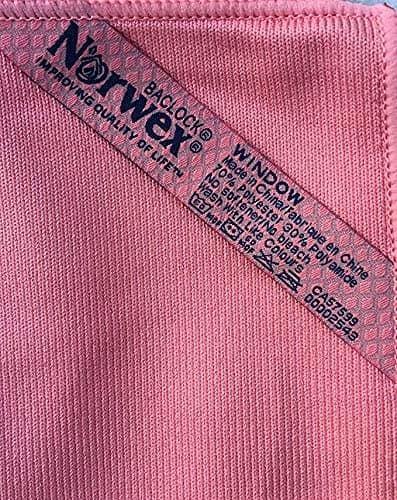 BACLOCK®
Norwex®
IMPROVING QUALITY OF LIFE™
WINDOW
Made in China/Fabriqué en Chine
70% Polyester 30% Polyamide
No softener No bleach
Wash With Like Colours
CA57599
00002549